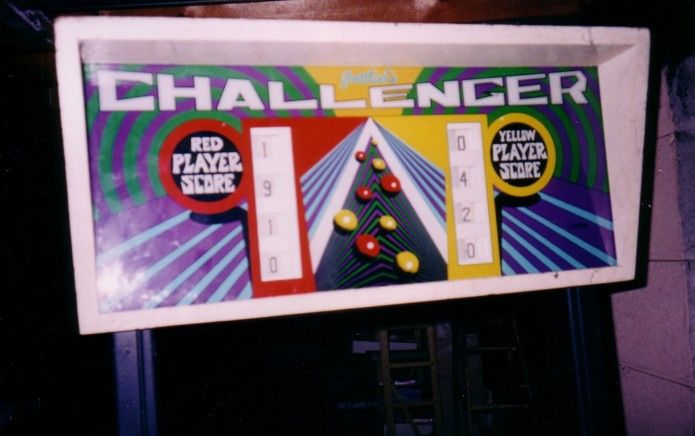 Gottlieb's
CHALLENGER
RED
PLAYER
SCORE
1
9
1
0
0
4
2
0
YELLOW
PLAYER
SCORE